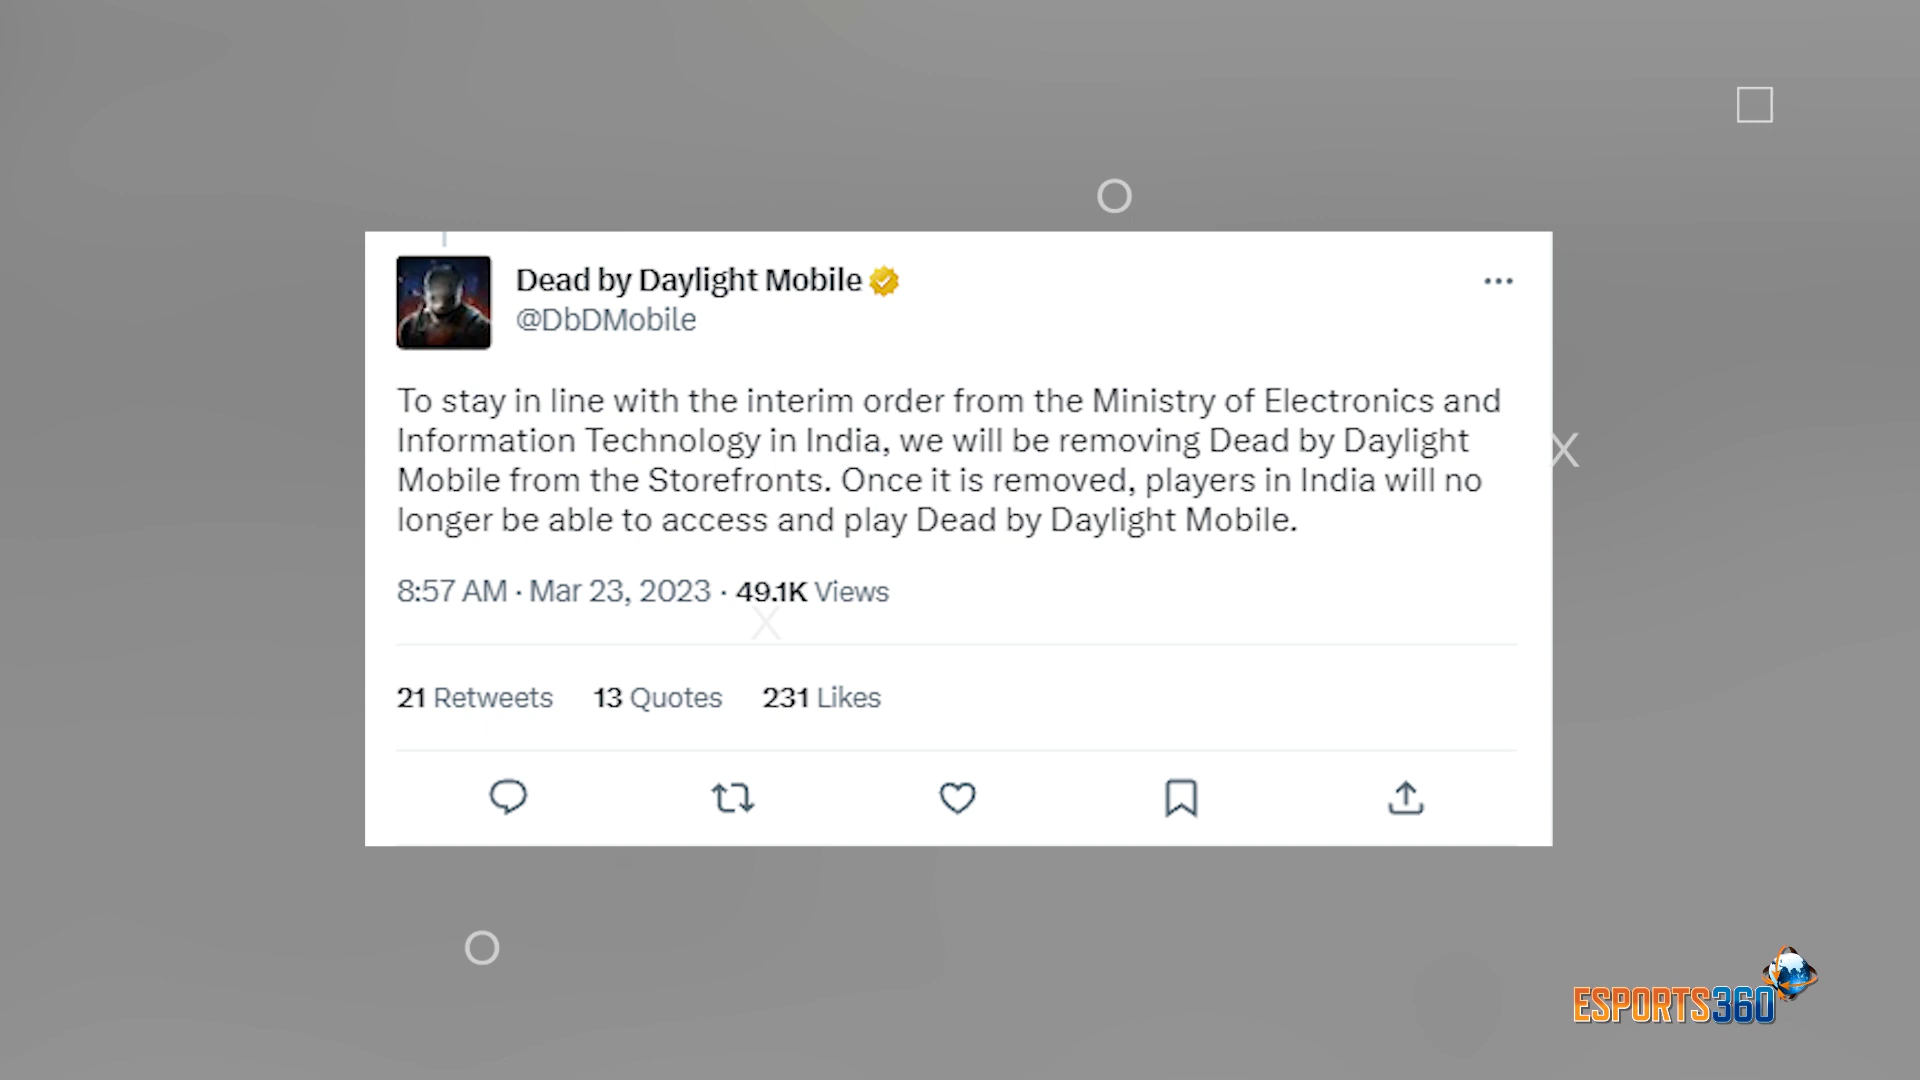 Dead by Daylight Mobile
@DbDMobile
To stay in line with the interim order from the Ministry of Electronics and
Information Technology in India, we will be removing Dead by Daylight
Mobile from the Storefronts. Once it is removed, players in India will no
longer be able to access and play Dead by Daylight Mobile.
8:57 AM · Mar 23, 2023 · 49.1K Views
21 Retweets 13 Quotes 231 Likes
ESPORTS360